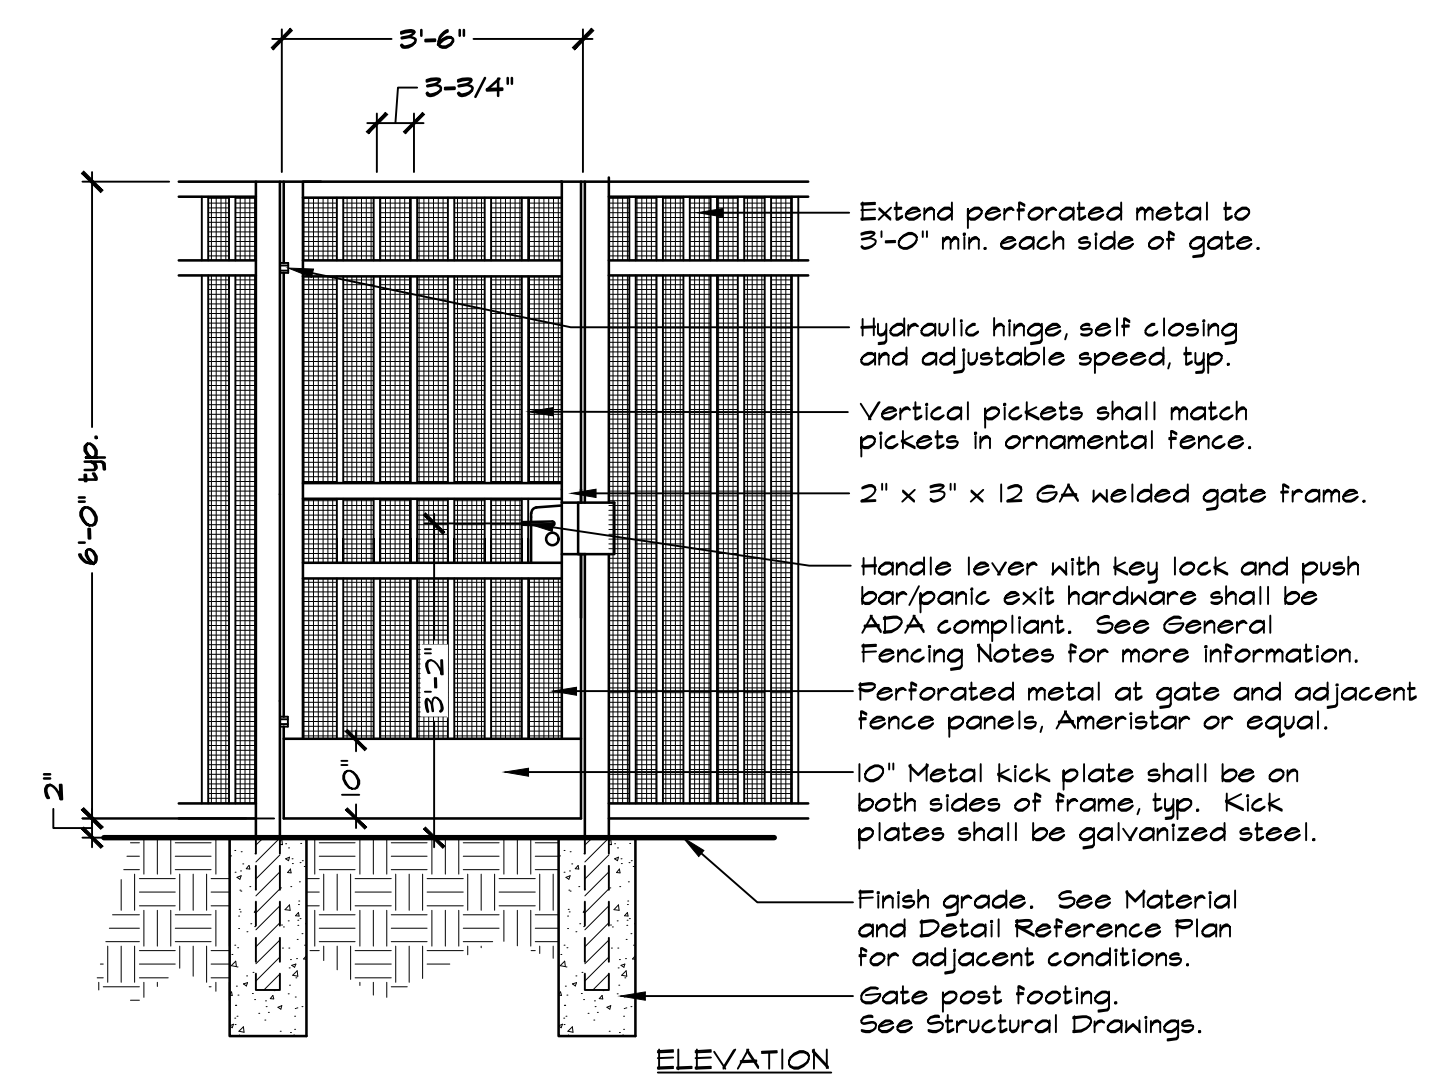 3'-6"
3-3/4"
6'-0" typ.
3'-2"
10"
2"
Extend perforated metal to
3'-0" min. each side of gate.
Hydraulic hinge, self closing
and adjustable speed, typ.
Vertical pickets shall match
pickets in ornamental fence.
2" x 3" x 12 GA welded gate frame.
Handle lever with key lock and push
bar/panic exit hardware shall be
ADA compliant. See General
Fencing Notes for more information.
Perforated metal at gate and adjacent
fence panels, Ameristar or equal.
10" Metal kick plate shall be on
both sides of frame, typ. Kick
plates shall be galvanized steel.
Finish grade. See Material
and Detail Reference Plan
for adjacent conditions.
Gate post footing.
See Structural Drawings.
ELEVATION